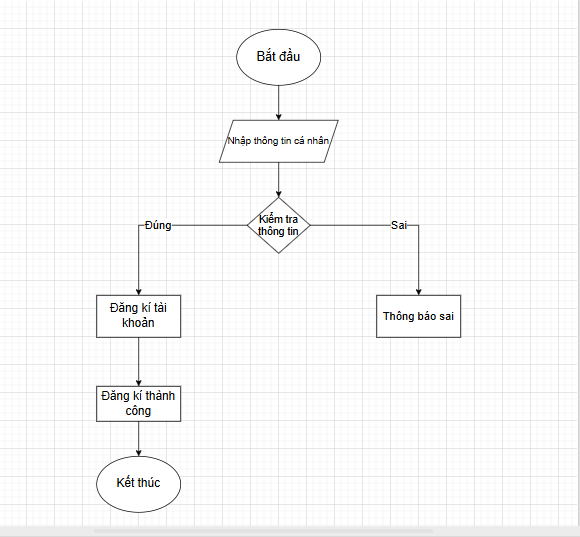 Bắt đầu
Nhập thông tin cá nhân
Kiểm tra
thông tin
Đúng
Sai
Đăng kí tài
khoản
Thông báo sai
Đăng kí thành
công
Kết thúc